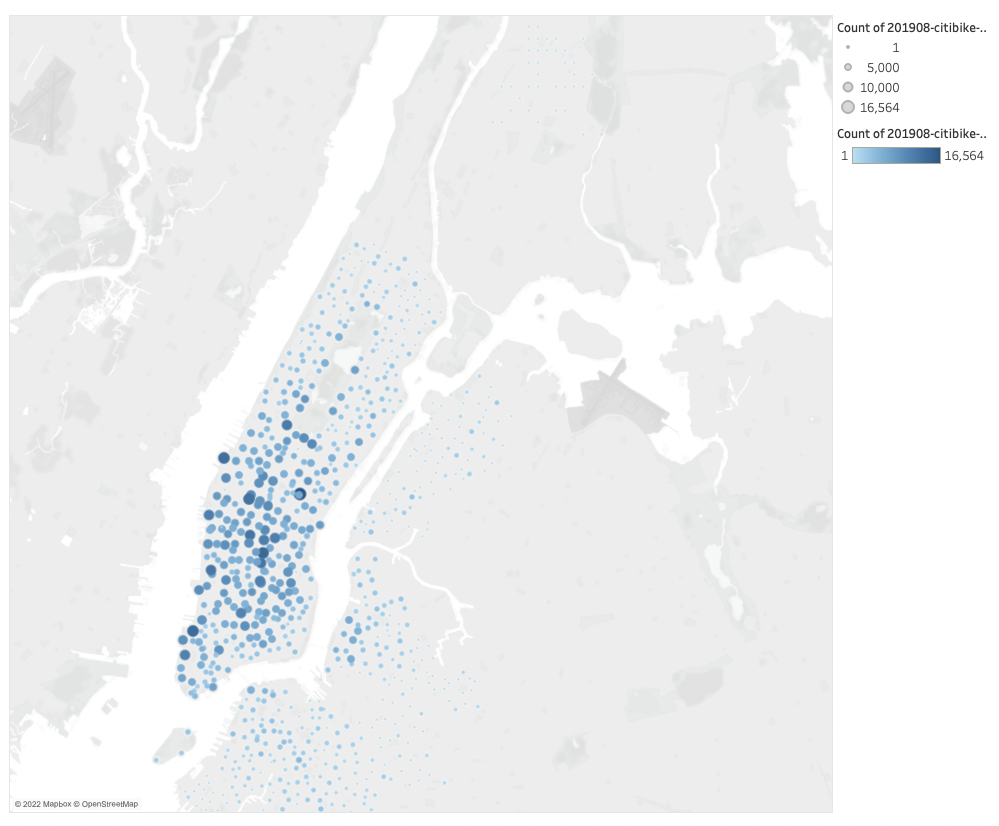 Count of 201908-citibike-..
1
5,000
10,000
16,564
Count of 201908-citibike-..
1 16,564
© 2022 Mapbox © OpenStreetMap